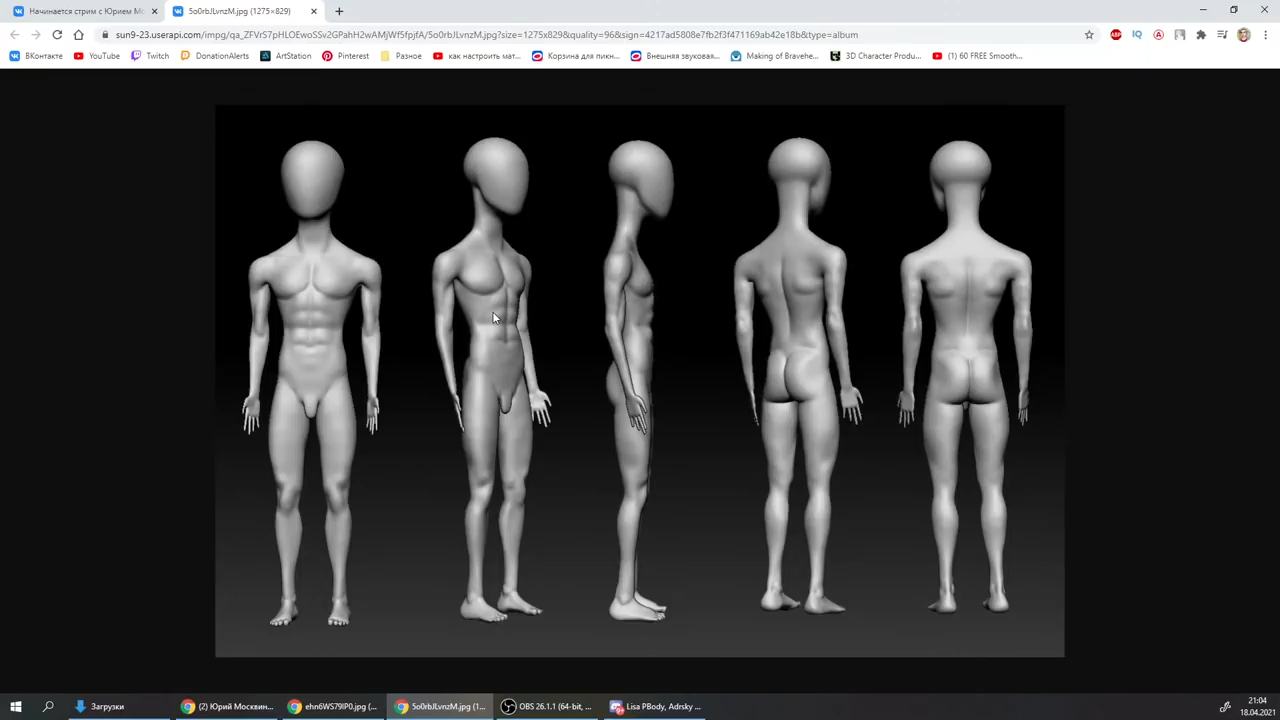 Начинается стрим с Юрием Мо
5o0rbJLvnzM.jpg (1275×829)
sun9-23.userapi.com/impg/qa_ZFVrS7pHLOEwoSSv2GPahH2wAMjWf5fpjfA/5o0rbJLvnzM.jpg?size=1275x829&quality=96&sign=4217ad5808e7fb2f3f471169ab42e18b&type=album
ВКонтакте YouTube Twitch DonationAlerts ArtStation Pinterest Разное как настроить мат... Корзина для пикн... Внешняя звуковая... Making of Bravehe... 3D Character Produ... (1) 60 FREE Smooth...
Загрузки (2) Юрий Москвин... ehn6WS79IP0.jpg (... 5o0rbJLvnzM.jpg (1... OBS 26.1.1 (64-bit, ... Lisa PBody, Adrsky ...
21:04
18.04.2021